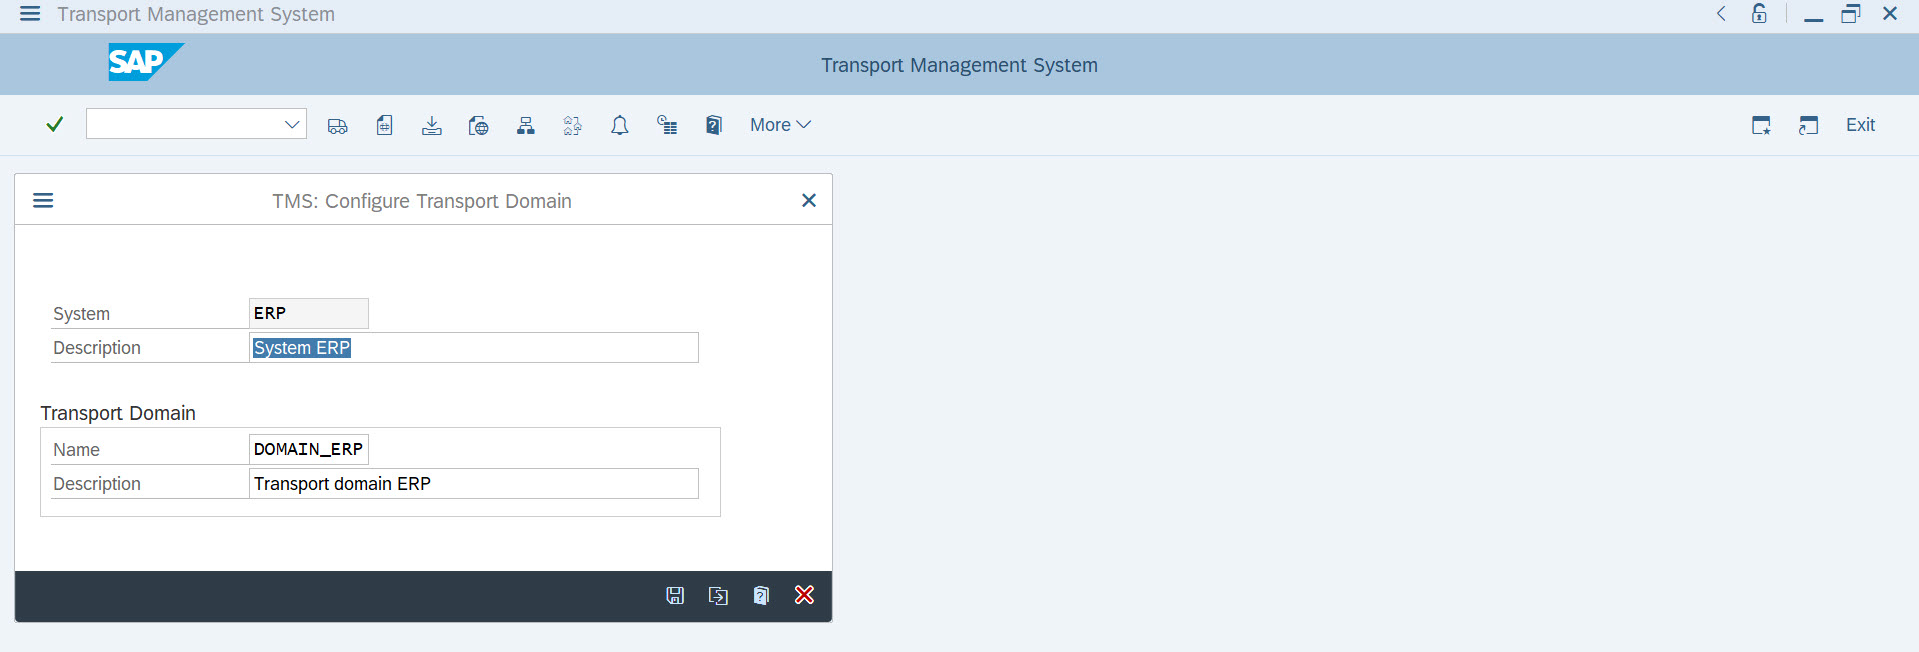 Transport Management System
SAP
Transport Management System
More
Exit
TMS: Configure Transport Domain
System
ERP
Description
System ERP
Transport Domain
Name
DOMAIN_ERP
Description
Transport domain ERP